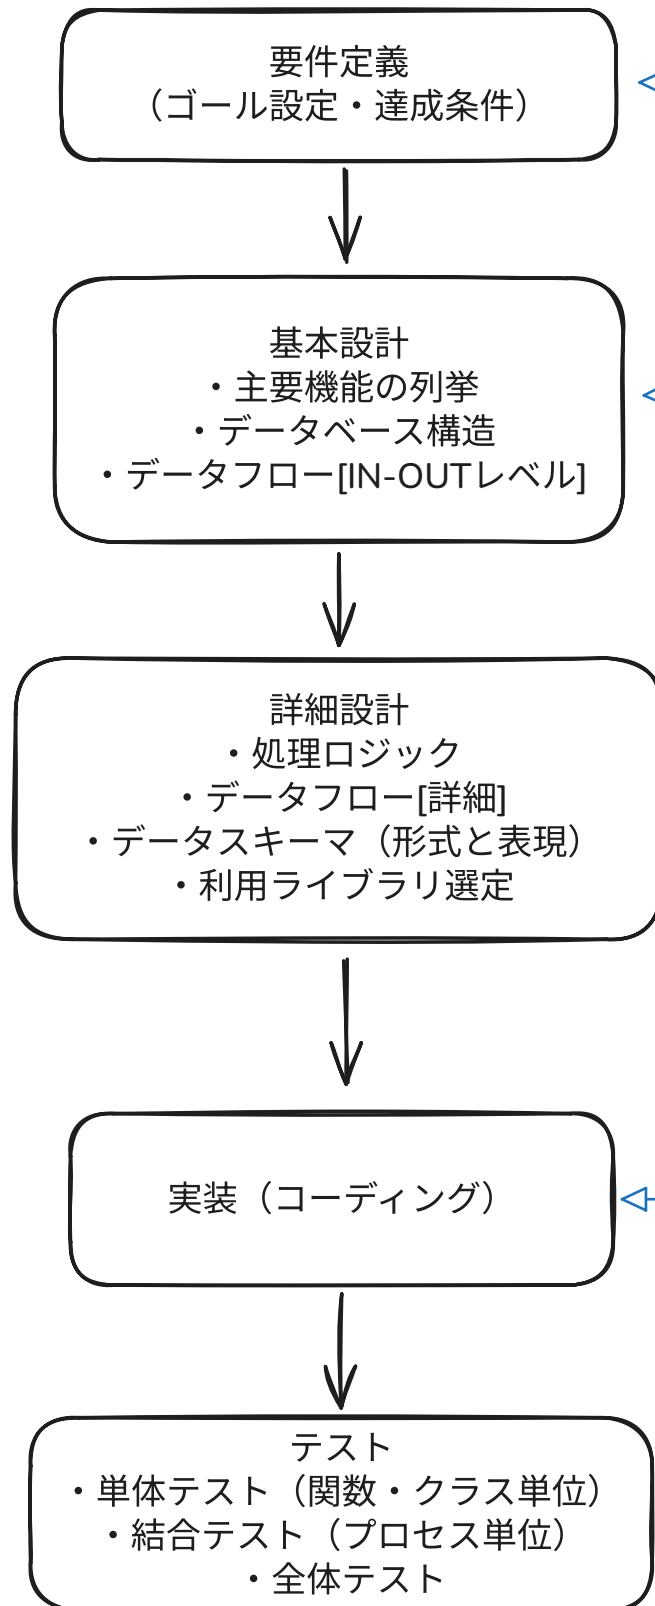 要件定義
（ゴール設定・達成条件）
基本設計
・主要機能の列挙
・データベース構造
・データフロー[IN-OUTレベル]
詳細設計
・処理ロジック
・データフロー[詳細]
・データスキーマ（形式と表現）
・利用ライブラリ選定
実装（コーディング）
テスト
・単体テスト（関数・クラス単位）
・結合テスト（プロセス単位）
・全体テスト